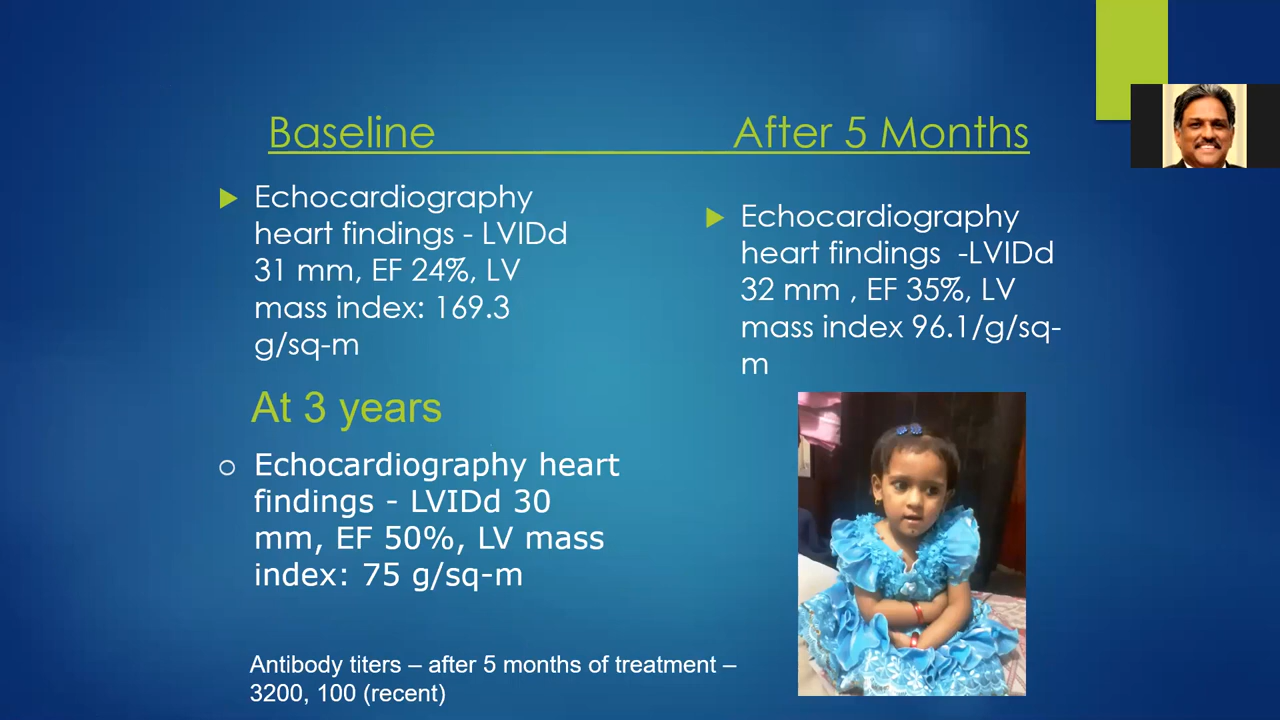 Baseline After 5 Months
Echocardiography
heart findings - LVIDd
31 mm, EF 24%, LV
mass index: 169.3
g/sq-m
Echocardiography
heart findings -LVIDd
32 mm , EF 35%, LV
mass index 96.1/g/sq-
m
At 3 years
Echocardiography heart
findings - LVIDd 30
mm, EF 50%, LV mass
index: 75 g/sq-m
Antibody titers – after 5 months of treatment –
3200, 100 (recent)